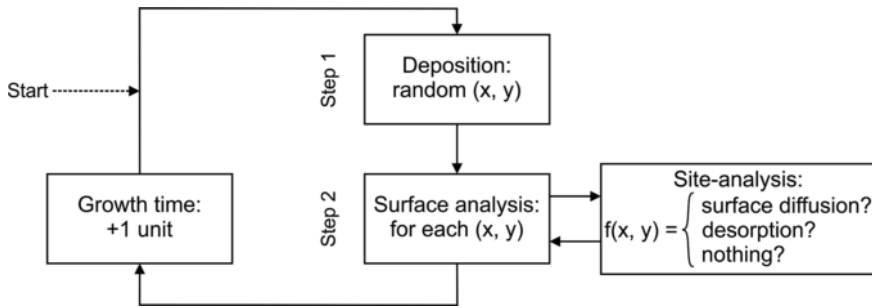 Start
Step 1
Deposition:
random (x, y)
Step 2
Surface analysis:
for each (x, y)
Growth time:
+1 unit
Site-analysis:
f(x, y) = { surface diffusion?
desorption?
nothing?